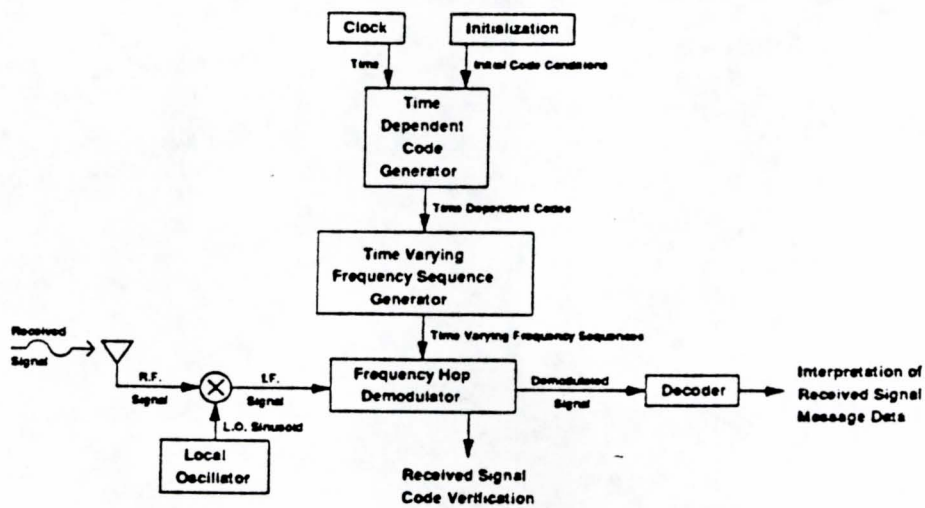 Clock
Initialization
Time
Initial Code Conditions
Time
Dependent
Code
Generator
Time Dependent Codes
Time Varying
Frequency Sequence
Generator
Time Varying Frequency Sequences
Received
Signal
R.F.
Signal
I.F.
Signal
Frequency Hop
Demodulator
Demodulated
Signal
Decoder
Interpretation of
Received Signal
Message Data
L.O. Sinusoid
Local
Oscillator
Received Signal
Code Verification